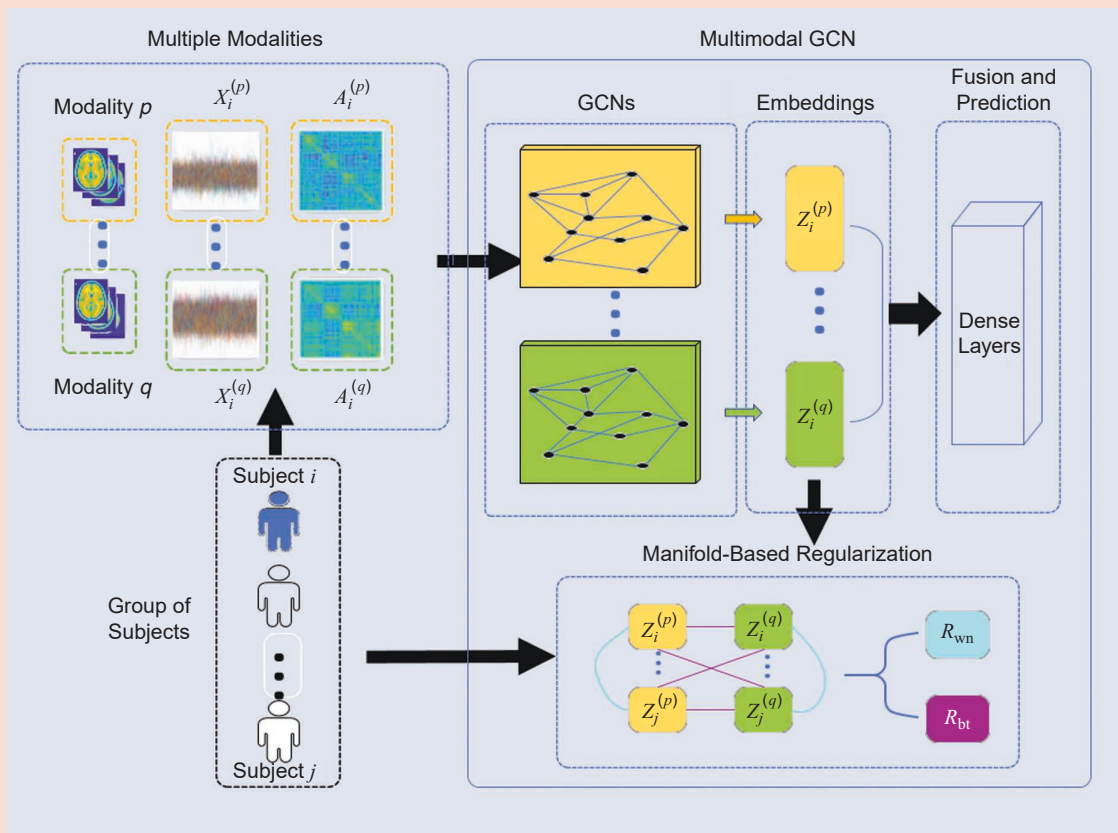 Multiple Modalities
Modality p
X_i^(p)
A_i^(p)
Modality q
X_i^(q)
A_i^(q)
Subject i
Group of
Subjects
Subject j
Multimodal GCN
GCNs
Embeddings
Fusion and
Prediction
Z_i^(p)
Z_i^(q)
Dense
Layers
Manifold-Based Regularization
Z_i^(p)
Z_i^(q)
Z_j^(p)
Z_j^(q)
R_wn
R_bt